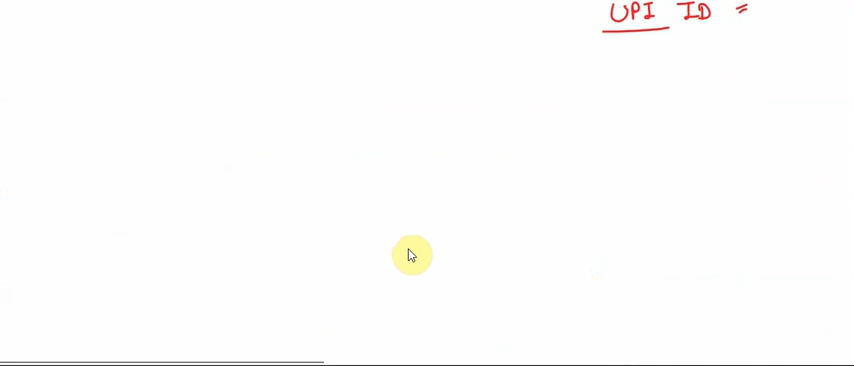 UPI ID =